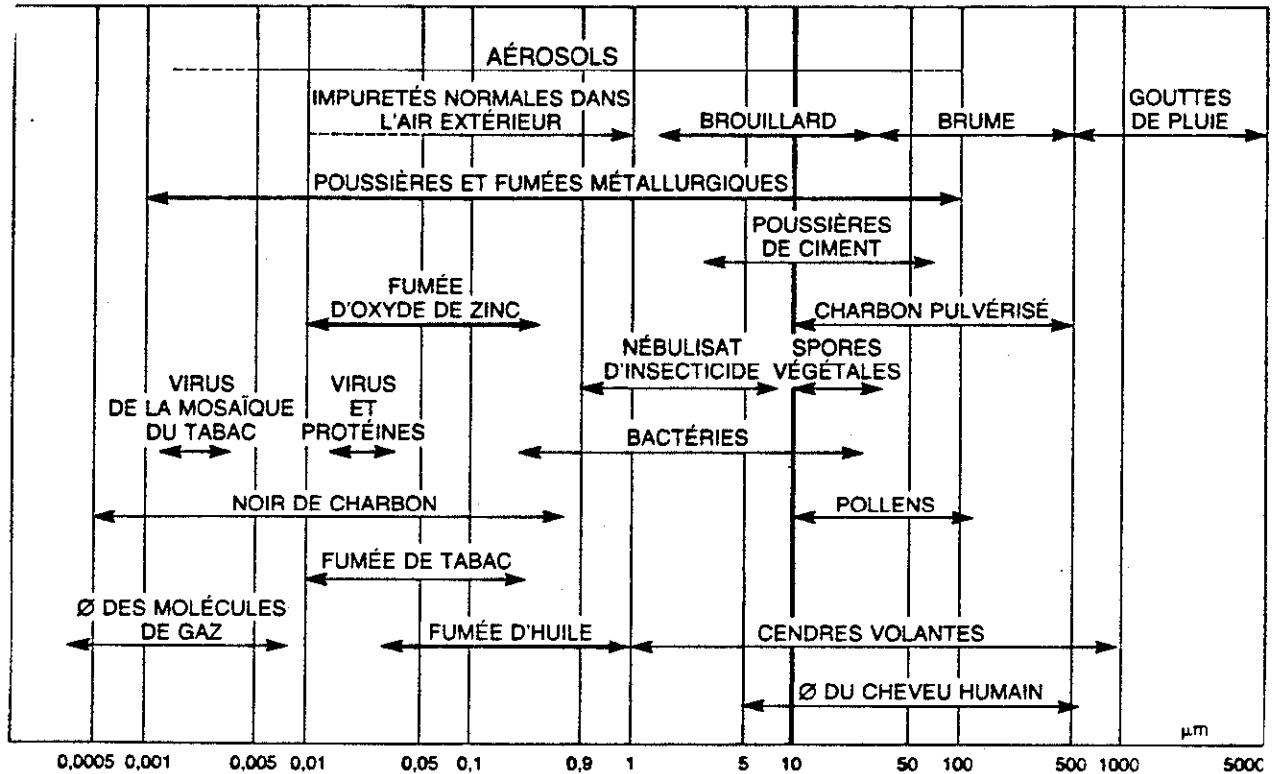 AÉROSOLS
IMPURETÉS NORMALES DANS
L'AIR EXTÉRIEUR
BROUILLARD
BRUME
GOUTTES
DE PLUIE
POUSSIÈRES ET FUMÉES MÉTALLURGIQUES
POUSSIÈRES
DE CIMENT
FUMÉE
D'OXYDE DE ZINC
CHARBON PULVÉRISÉ
NÉBULISAT
D'INSECTICIDE
SPORES
VÉGÉTALES
VIRUS
DE LA MOSAÏQUE
DU TABAC
VIRUS
ET
PROTÉINES
BACTÉRIES
NOIR DE CHARBON
POLLENS
FUMÉE DE TABAC
Ø DES MOLÉCULES
DE GAZ
FUMÉE D'HUILE
CENDRES VOLANTES
Ø DU CHEVEU HUMAIN
µm
0,0005 0,001 0,005 0,01 0,05 0,1 0,9 1 5 10 50 100 500 1000 5000